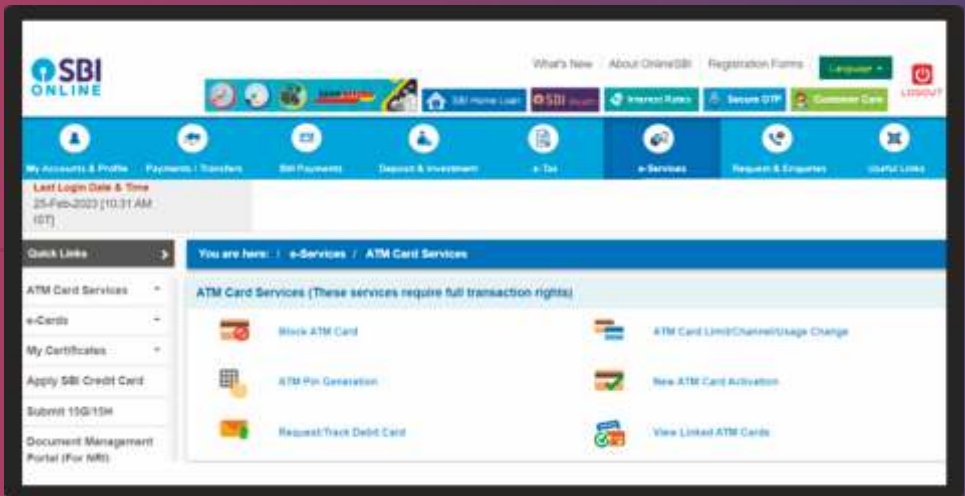 SBI
ONLINE
What's New
About OnlineSBI
Registration Forms
Language
LOGOUT
SBI Home Loan
SBI
Interest Rates
Secure OTP
Customer Care
My Accounts & Profile
Payments / Transfers
Bill Payments
Deposit & Investment
e-Tax
e-Services
Request & Enquiries
Useful Links
Last Login Date & Time
25-Feb-2023 [10:31 AM
IST]
Quick Links
ATM Card Services
e-Cards
My Certificates
Apply SBI Credit Card
Submit 15G/15H
Document Management
Portal (For NRI)
You are here: / e-Services / ATM Card Services
ATM Card Services (These services require full transaction rights)
Block ATM Card
ATM Card Limit/Channel/Usage Change
ATM Pin Generation
New ATM Card Activation
Request/Track Debit Card
View Linked ATM Cards